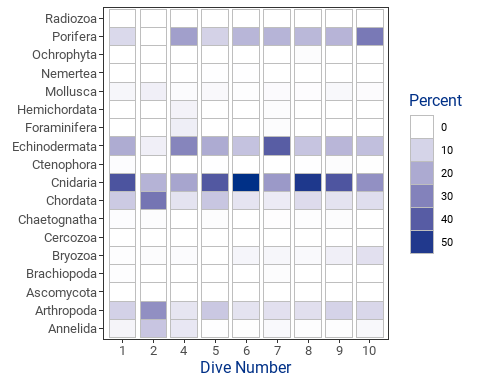 Radiozoa
Porifera
Ochrophyta
Nemertea
Mollusca
Hemichordata
Foraminifera
Echinodermata
Ctenophora
Cnidaria
Chordata
Chaetognatha
Cercozoa
Bryozoa
Brachiopoda
Ascomycota
Arthropoda
Annelida
1 2 4 5 6 7 8 9 10
Dive Number
Percent
0
10
20
30
40
50